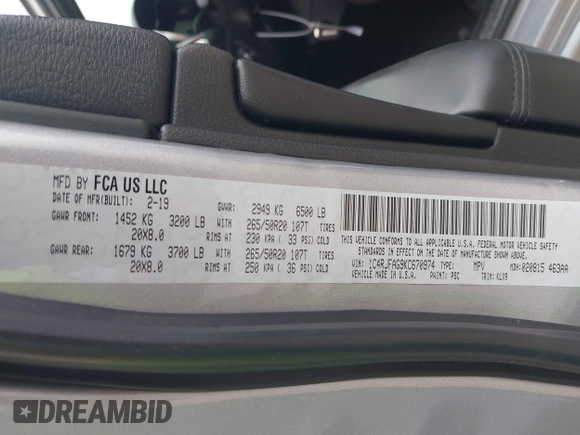 MFD BY FCA US LLC
DATE OF MFR(BUILT): 2-19 GVWR: 2949 KG 6500 LB
GAWR FRONT: 1452 KG 3200 LB 265/50R20 107T TIRES
20X8.0 RIMS AT 230 KPA ( 33 PSI) COLD
GAWR REAR: 1679 KG 3700 LB 265/50R20 107T TIRES
20X8.0 RIMS AT 250 KPA ( 36 PSI) COLD
THIS VEHICLE CONFORMS TO ALL APPLICABLE U.S.A. FEDERAL MOTOR VEHICLE SAFETY
STANDARDS IN EFFECT ON THE DATE OF MANUFACTURE SHOWN ABOVE.
VIN: 1C4RJFAG9KC670974 TYPE: MPV MDH: 020815 463AA
VEHICLE MADE IN U.S.A. PAINT: PSC TRIM: KLX9
DREAMBID